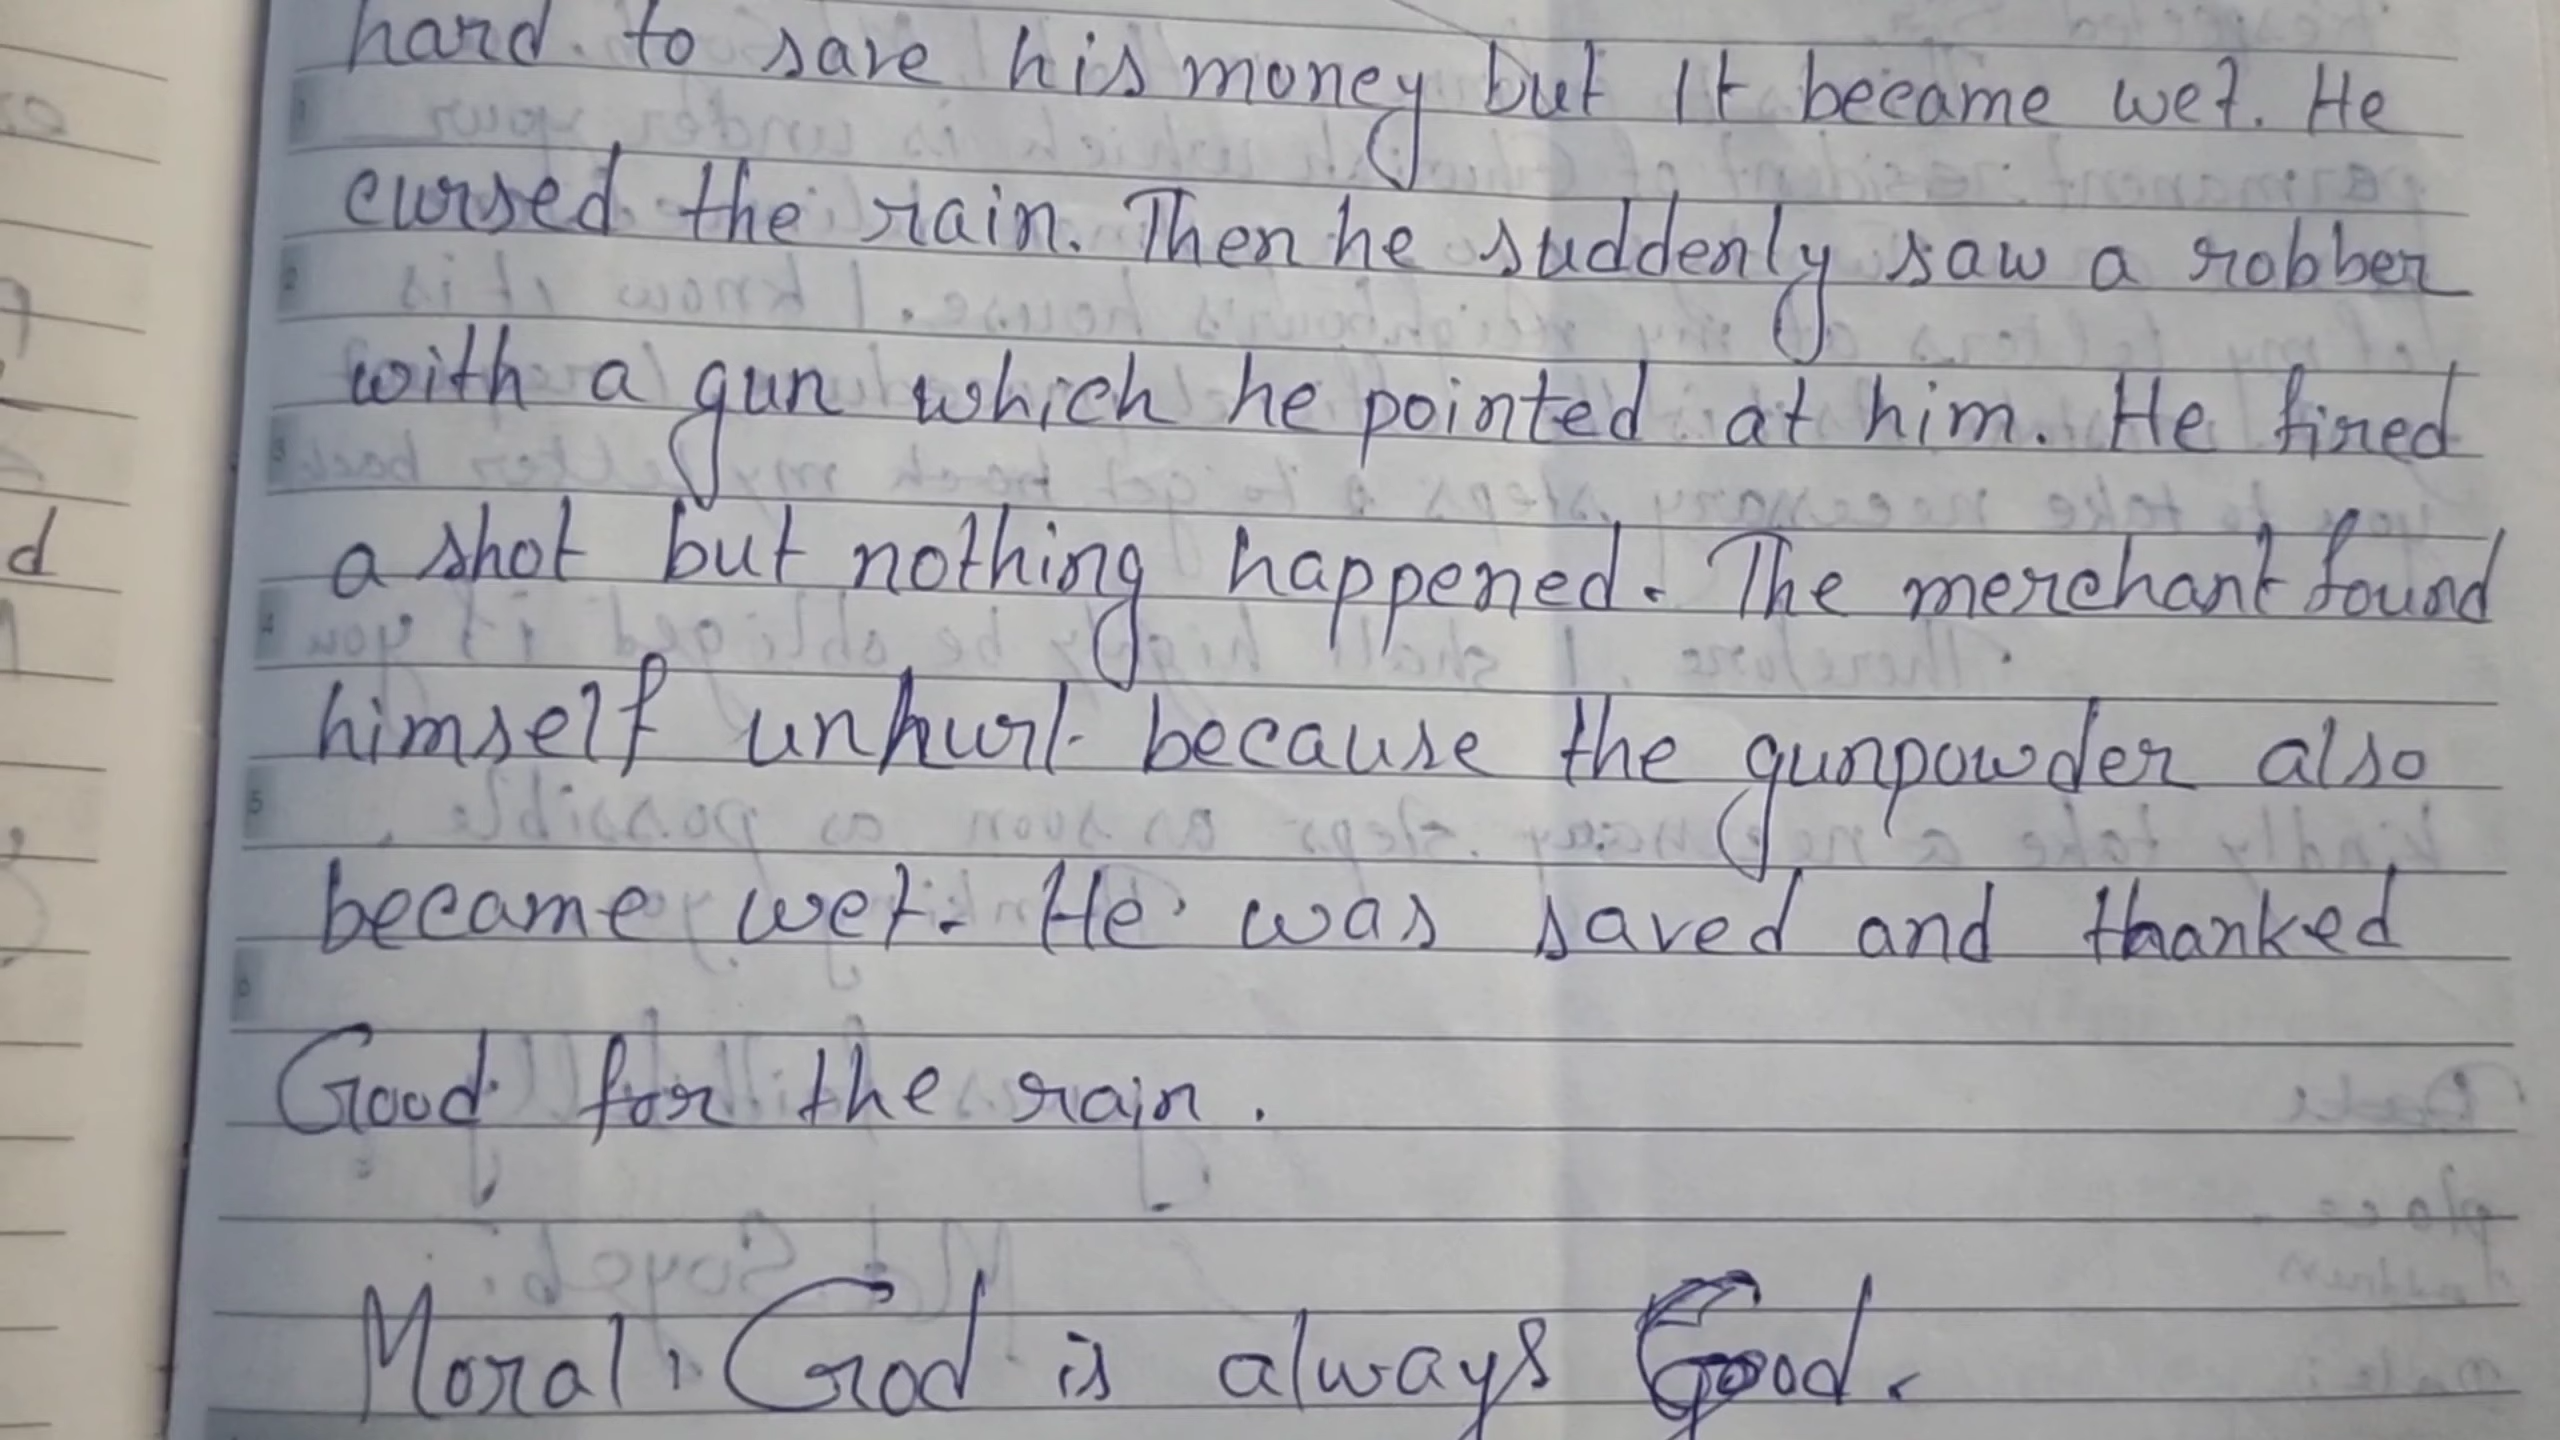 hard to save his money but It became wet. He
cursed the rain. Then he suddenly saw a robber
with a gun which he pointed at him. He fired
a shot but nothing happened. The merchant found
himself unhurt because the gunpowder also
became wet. He was saved and thanked
Good for the rain.
Moral: God is always Good.